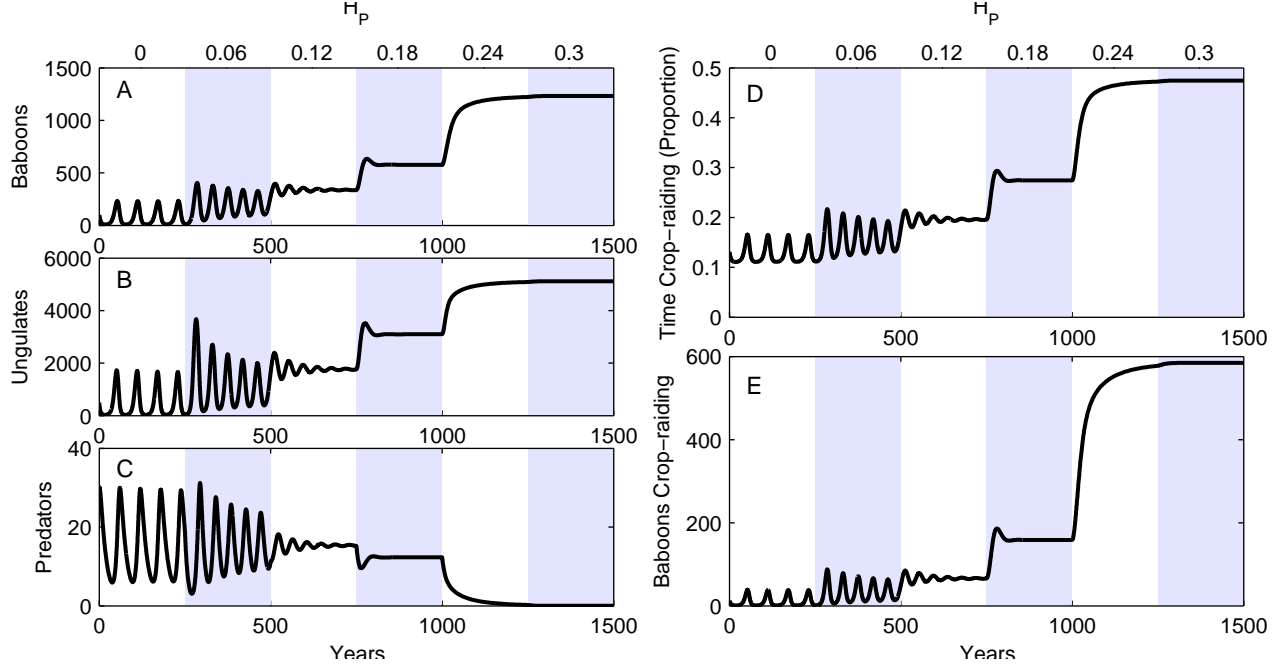 H_P
0 0.06 0.12 0.18 0.24 0.3
1500
1000
500
0
Baboons
A
0 500 1000 1500
6000
4000
2000
0
Ungulates
B
0 500 1000 1500
40
20
0
Predators
C
0 500 1000 1500
Years
H_P
0 0.06 0.12 0.18 0.24 0.3
0.5
0.4
0.3
0.2
0.1
0
Time Crop−raiding (Proportion)
D
0 500 1000 1500
600
400
200
0
Baboons Crop−raiding
E
0 500 1000 1500
Years